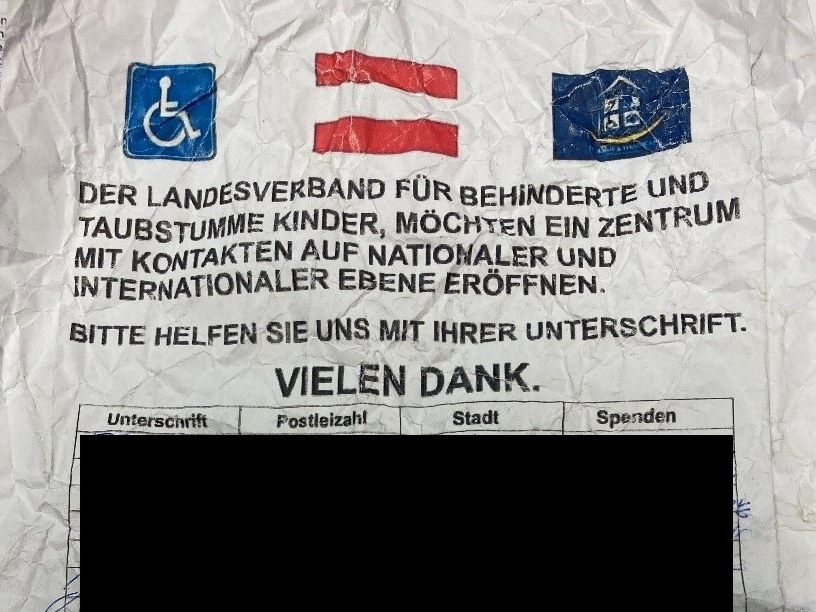 DER LANDESVERBAND FÜR BEHINDERTE UND
TAUBSTUMME KINDER, MÖCHTEN EIN ZENTRUM
MIT KONTAKTEN AUF NATIONALER UND
INTERNATIONALER EBENE ERÖFFNEN.
BITTE HELFEN SIE UNS MIT IHRER UNTERSCHRIFT.
VIELEN DANK.
Unterschrift Postleizahl Stadt Spenden